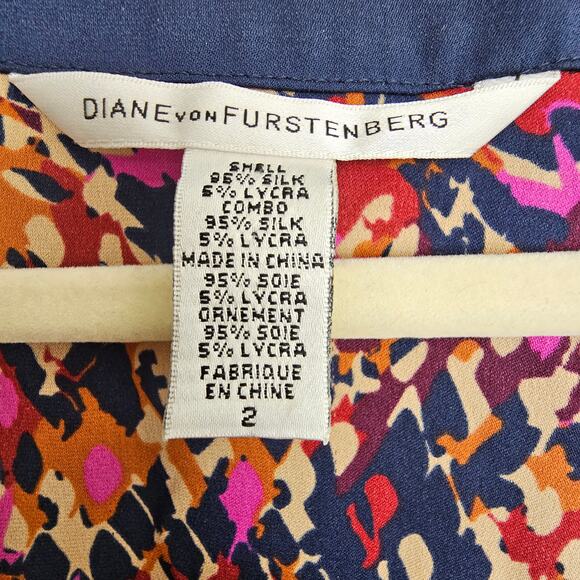 DIANE VON FURSTENBERG
SHELL
95% SILK
5% LYCRA
COMBO
95% SILK
5% LYCRA
MADE IN CHINA
95% SOIE
5% LYCRA
ORNEMENT
95% SOIE
5% LYCRA
FABRIQUE
EN CHINE
2